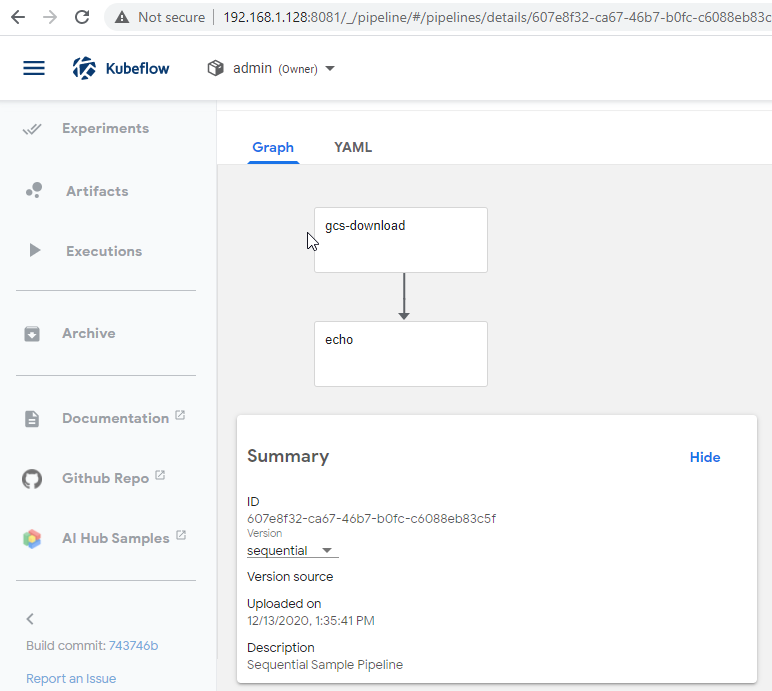 Not secure
192.168.1.128:8081/_/pipeline/#/pipelines/details/607e8f32-ca67-46b7-b0fc-c6088eb83c
Kubeflow
admin (Owner)
Experiments
Artifacts
Executions
Archive
Documentation
Github Repo
AI Hub Samples
Build commit: 743746b
Report an Issue
Graph
YAML
gcs-download
echo
Summary
Hide
ID
607e8f32-ca67-46b7-b0fc-c6088eb83c5f
Version
sequential
Version source
Uploaded on
12/13/2020, 1:35:41 PM
Description
Sequential Sample Pipeline